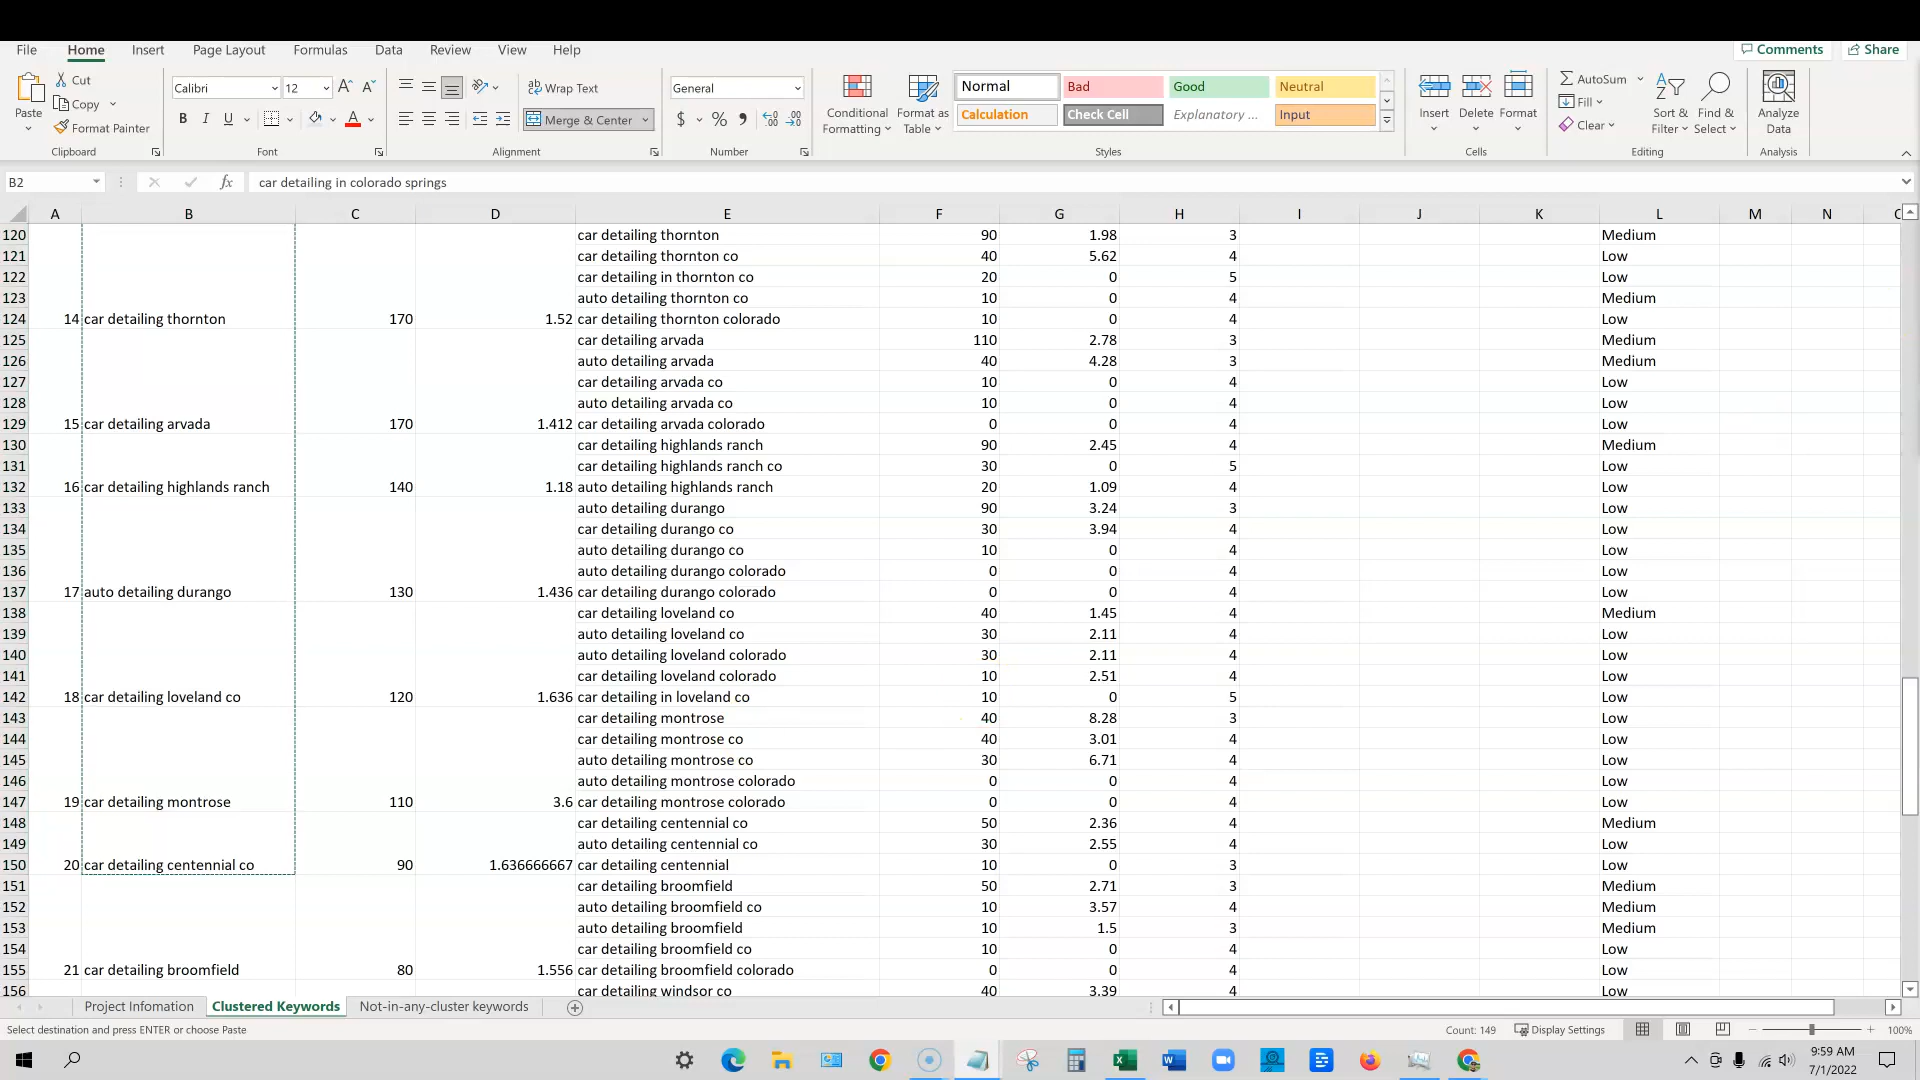 File Home Insert Page Layout Formulas Data Review View Help Comments Share
Paste Cut Copy Format Painter Clipboard
Calibri 12 B I U A Font
Wrap Text Merge & Center Alignment
General $ % Number
Conditional Formatting Format as Table
Normal Bad Good Neutral
Calculation Check Cell Explanatory ... Input
Styles
Insert Delete Format Cells
AutoSum Fill Clear Sort & Filter Find & Select Editing
Analyze Data Analysis
B2 fx car detailing in colorado springs
A B C D E F G H I J K L M N
120 car detailing thornton 90 1.98 3 Medium
121 car detailing thornton co 40 5.62 4 Low
122 car detailing in thornton co 20 0 5 Low
123 auto detailing thornton co 10 0 4 Medium
124 14 car detailing thornton 170 1.52 car detailing thornton colorado 10 0 4 Low
125 car detailing arvada 110 2.78 3 Medium
126 auto detailing arvada 40 4.28 3 Medium
127 car detailing arvada co 10 0 4 Low
128 auto detailing arvada co 10 0 4 Low
129 15 car detailing arvada 170 1.412 car detailing arvada colorado 0 0 4 Low
130 car detailing highlands ranch 90 2.45 4 Medium
131 car detailing highlands ranch co 30 0 5 Low
132 16 car detailing highlands ranch 140 1.18 auto detailing highlands ranch 20 1.09 4 Low
133 auto detailing durango 90 3.24 3 Low
134 car detailing durango co 30 3.94 4 Low
135 auto detailing durango co 10 0 4 Low
136 auto detailing durango colorado 0 0 4 Low
137 17 auto detailing durango 130 1.436 car detailing durango colorado 0 0 4 Low
138 car detailing loveland co 40 1.45 4 Medium
139 auto detailing loveland co 30 2.11 4 Low
140 auto detailing loveland colorado 30 2.11 4 Low
141 car detailing loveland colorado 10 2.51 4 Low
142 18 car detailing loveland co 120 1.636 car detailing in loveland co 10 0 5 Low
143 car detailing montrose 40 8.28 3 Low
144 car detailing montrose co 40 3.01 4 Low
145 auto detailing montrose co 30 6.71 4 Low
146 auto detailing montrose colorado 0 0 4 Low
147 19 car detailing montrose 110 3.6 car detailing montrose colorado 0 0 4 Low
148 car detailing centennial co 50 2.36 4 Medium
149 auto detailing centennial co 30 2.55 4 Low
150 20 car detailing centennial co 90 1.636666667 car detailing centennial 10 0 3 Low
151 car detailing broomfield 50 2.71 3 Medium
152 auto detailing broomfield co 10 3.57 4 Medium
153 auto detailing broomfield 10 1.5 3 Medium
154 car detailing broomfield co 10 0 4 Low
155 21 car detailing broomfield 80 1.556 car detailing broomfield colorado 0 0 4 Low
156 car detailing windsor co 40 3.39 4 Low
Project Infomation Clustered Keywords Not-in-any-cluster keywords
Select destination and press ENTER or choose Paste Count: 149 Display Settings 100%
9:59 AM
7/1/2022